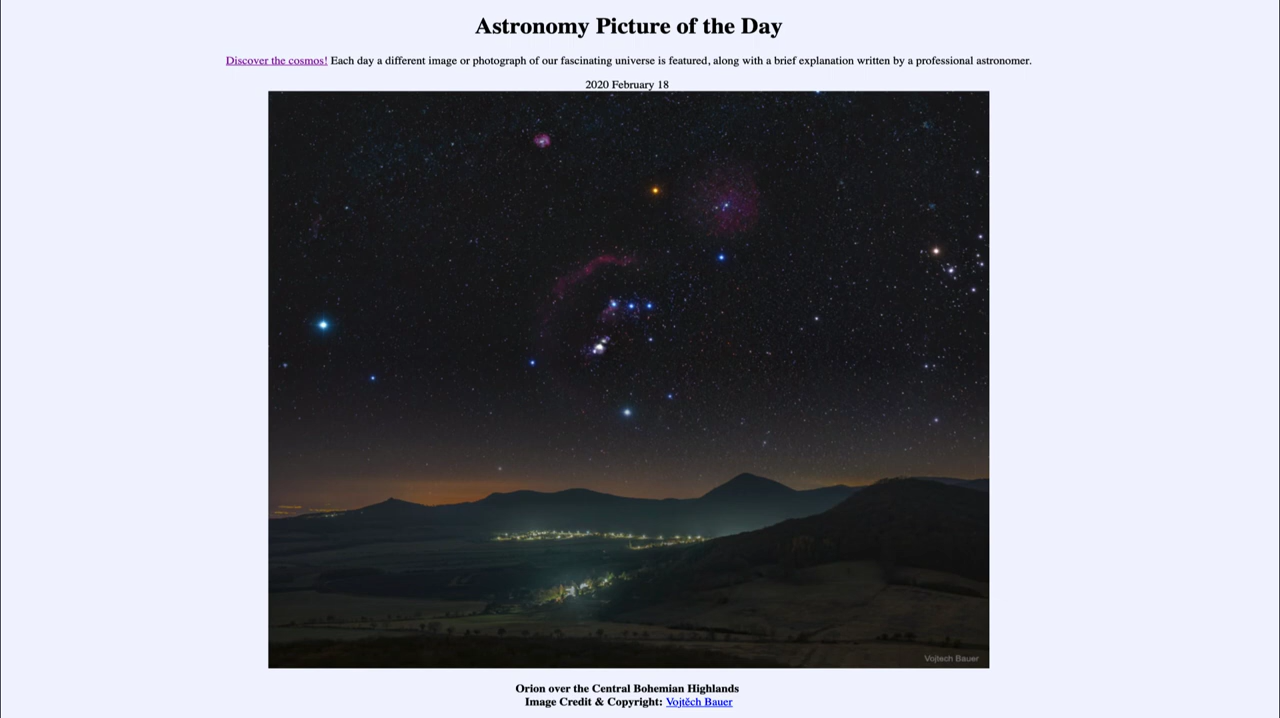 Astronomy Picture of the Day
Discover the cosmos! Each day a different image or photograph of our fascinating universe is featured, along with a brief explanation written by a professional astronomer.
2020 February 18
Vojtech Bauer
Orion over the Central Bohemian Highlands
Image Credit & Copyright: Vojtěch Bauer